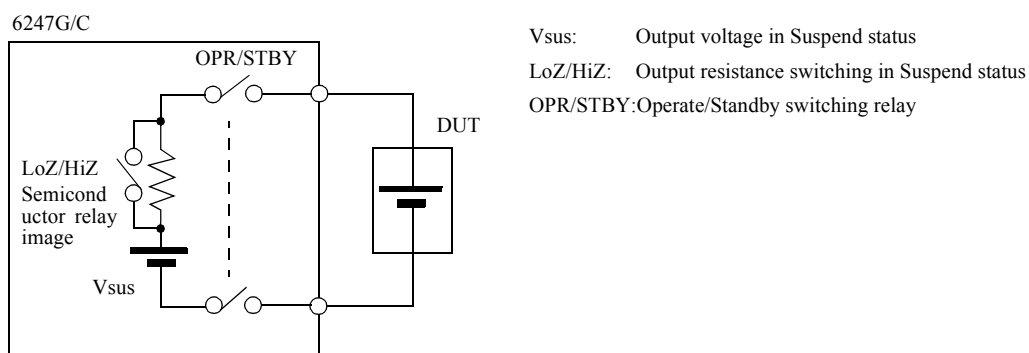 6247G/C
OPR/STBY
DUT
LoZ/HiZ
Semicond
uctor relay
image
Vsus
Vsus: Output voltage in Suspend status
LoZ/HiZ: Output resistance switching in Suspend status
OPR/STBY:Operate/Standby switching relay